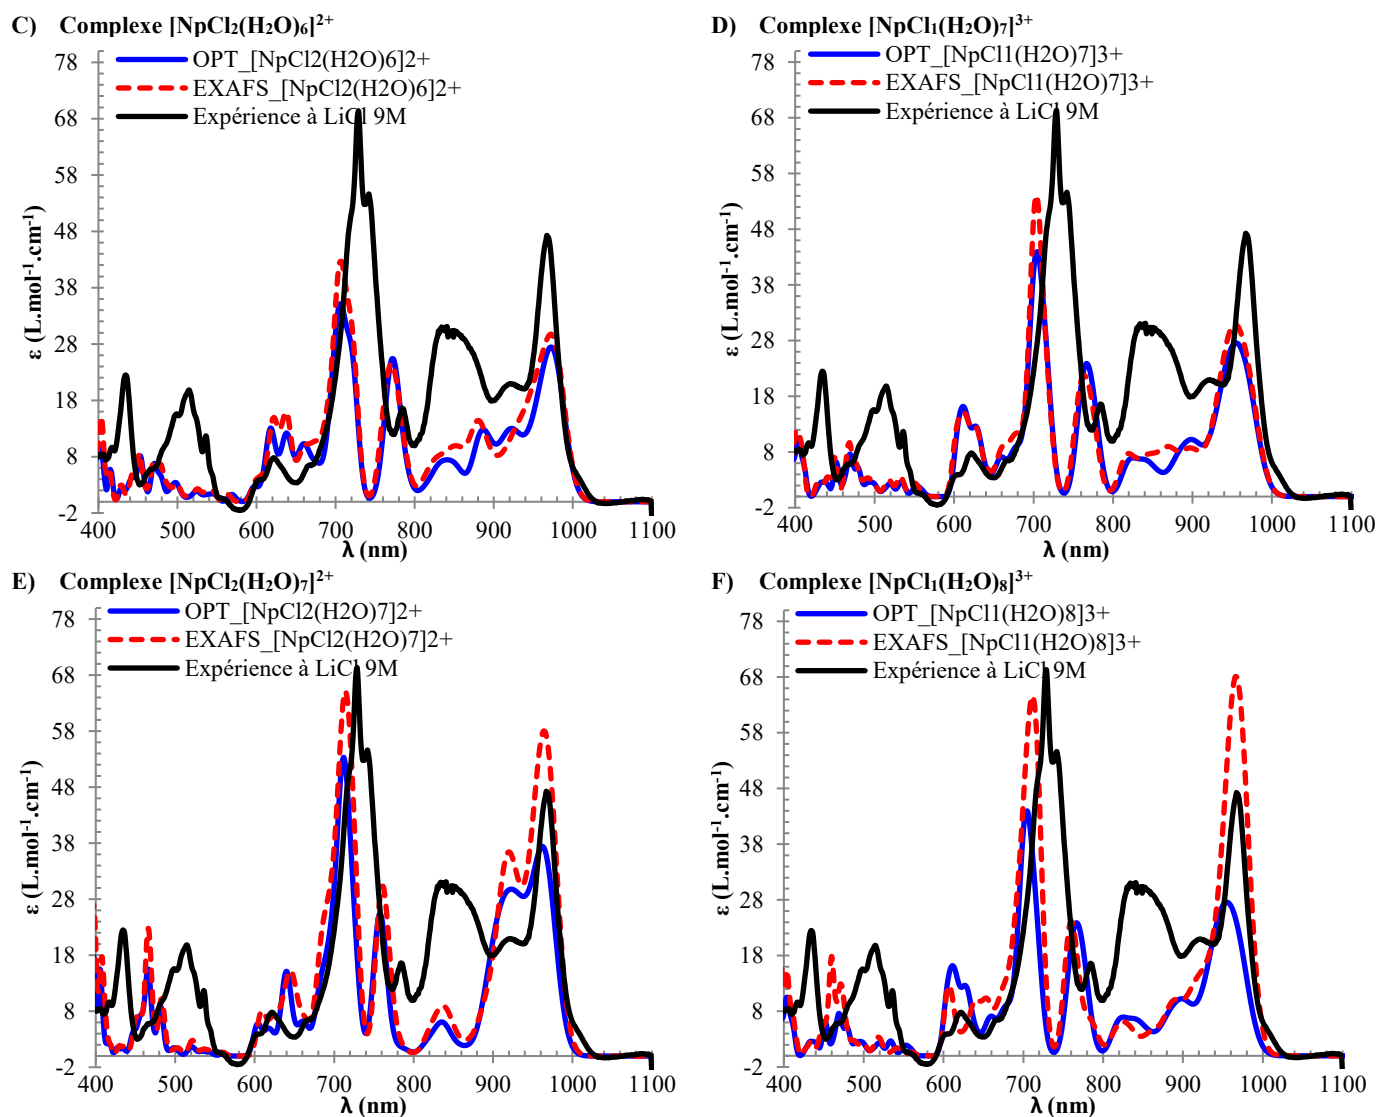 C) Complexe [NpCl₂(H₂O)₆]²⁺
78
68
58
48
38
28
18
8
-2
ε (L.mol⁻¹.cm⁻¹)
OPT_[NpCl2(H2O)6]2+
EXAFS_[NpCl2(H2O)6]2+
Expérience à LiCl 9M
400 500 600 700 800 900 1000 1100
λ (nm)
D) Complexe [NpCl₁(H₂O)₇]³⁺
78
68
58
48
38
28
18
8
-2
ε (L.mol⁻¹.cm⁻¹)
OPT_[NpCl1(H2O)7]3+
EXAFS_[NpCl1(H2O)7]3+
Expérience à LiCl 9M
400 500 600 700 800 900 1000 1100
λ (nm)
E) Complexe [NpCl₂(H₂O)₇]²⁺
78
68
58
48
38
28
18
8
-2
ε (L.mol⁻¹.cm⁻¹)
OPT_[NpCl2(H2O)7]2+
EXAFS_[NpCl2(H2O)7]2+
Expérience à LiCl 9M
400 500 600 700 800 900 1000 1100
λ (nm)
F) Complexe [NpCl₁(H₂O)₈]³⁺
78
68
58
48
38
28
18
8
-2
ε (L.mol⁻¹.cm⁻¹)
OPT_[NpCl1(H2O)8]3+
EXAFS_[NpCl1(H2O)8]3+
Expérience à LiCl 9M
400 500 600 700 800 900 1000 1100
λ (nm)